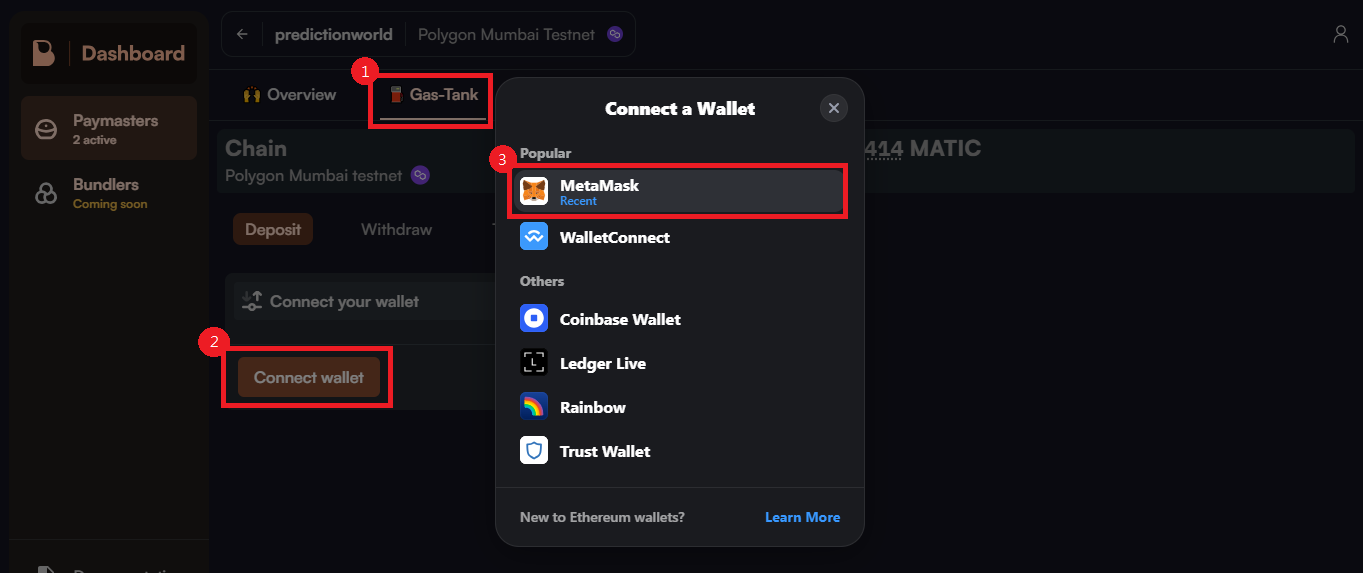 Dashboard
predictionworld
Polygon Mumbai Testnet
Paymasters
2 active
Bundlers
Coming soon
1
Overview
Gas-Tank
Chain
Polygon Mumbai testnet
414 MATIC
Deposit
Withdraw
Connect your wallet
2
Connect wallet
Connect a Wallet
Popular
3
MetaMask
Recent
WalletConnect
Others
Coinbase Wallet
Ledger Live
Rainbow
Trust Wallet
New to Ethereum wallets?
Learn More